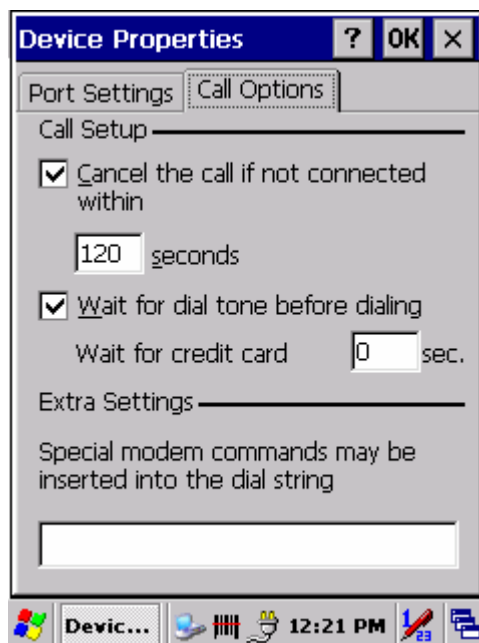 Device Properties ? OK ×
Port Settings Call Options
Call Setup
Cancel the call if not connected
within
120 seconds
Wait for dial tone before dialing
Wait for credit card 0 sec.
Extra Settings
Special modem commands may be
inserted into the dial string
Devic... 12:21 PM 1 23